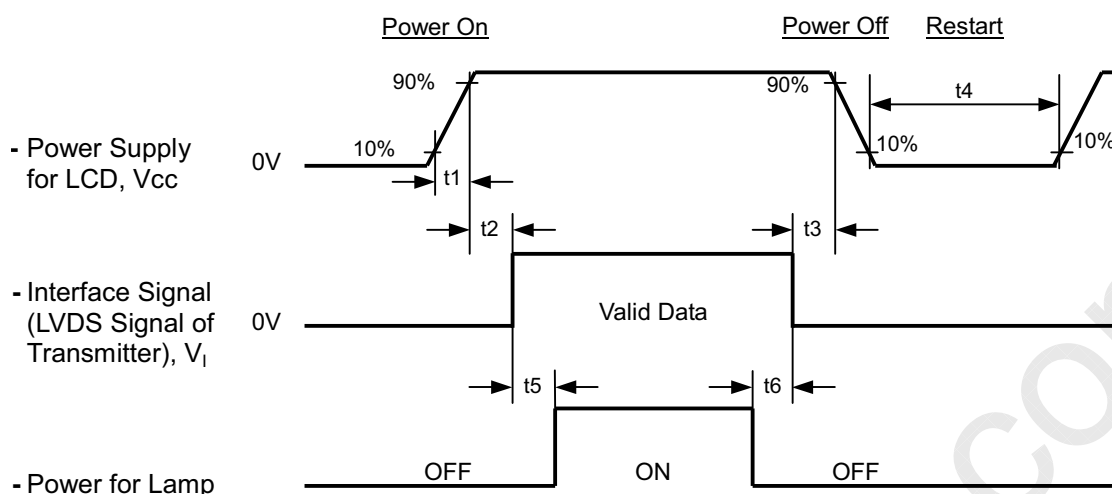 Power On
Power Off
Restart
90%
90%
t4
- Power Supply
for LCD, Vcc
0V
10%
10%
10%
t1
t2
t3
- Interface Signal
(LVDS Signal of
Transmitter), VI
0V
Valid Data
t5
t6
- Power for Lamp
OFF
ON
OFF